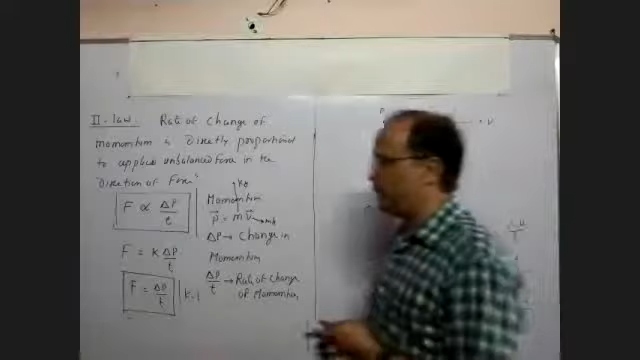 II - law. Rate of Change of
momentum is Directly proportional
to applied unbalanced Force in the
Direction of Force
F ∝ ΔP/t
kg
Momentum
p⃗ = m v⃗ → m/s
ΔP → Change in
Momentum
F = K ΔP/t
ΔP/t → Rate of Change
of Momentum
F = ΔP/t | K = 1